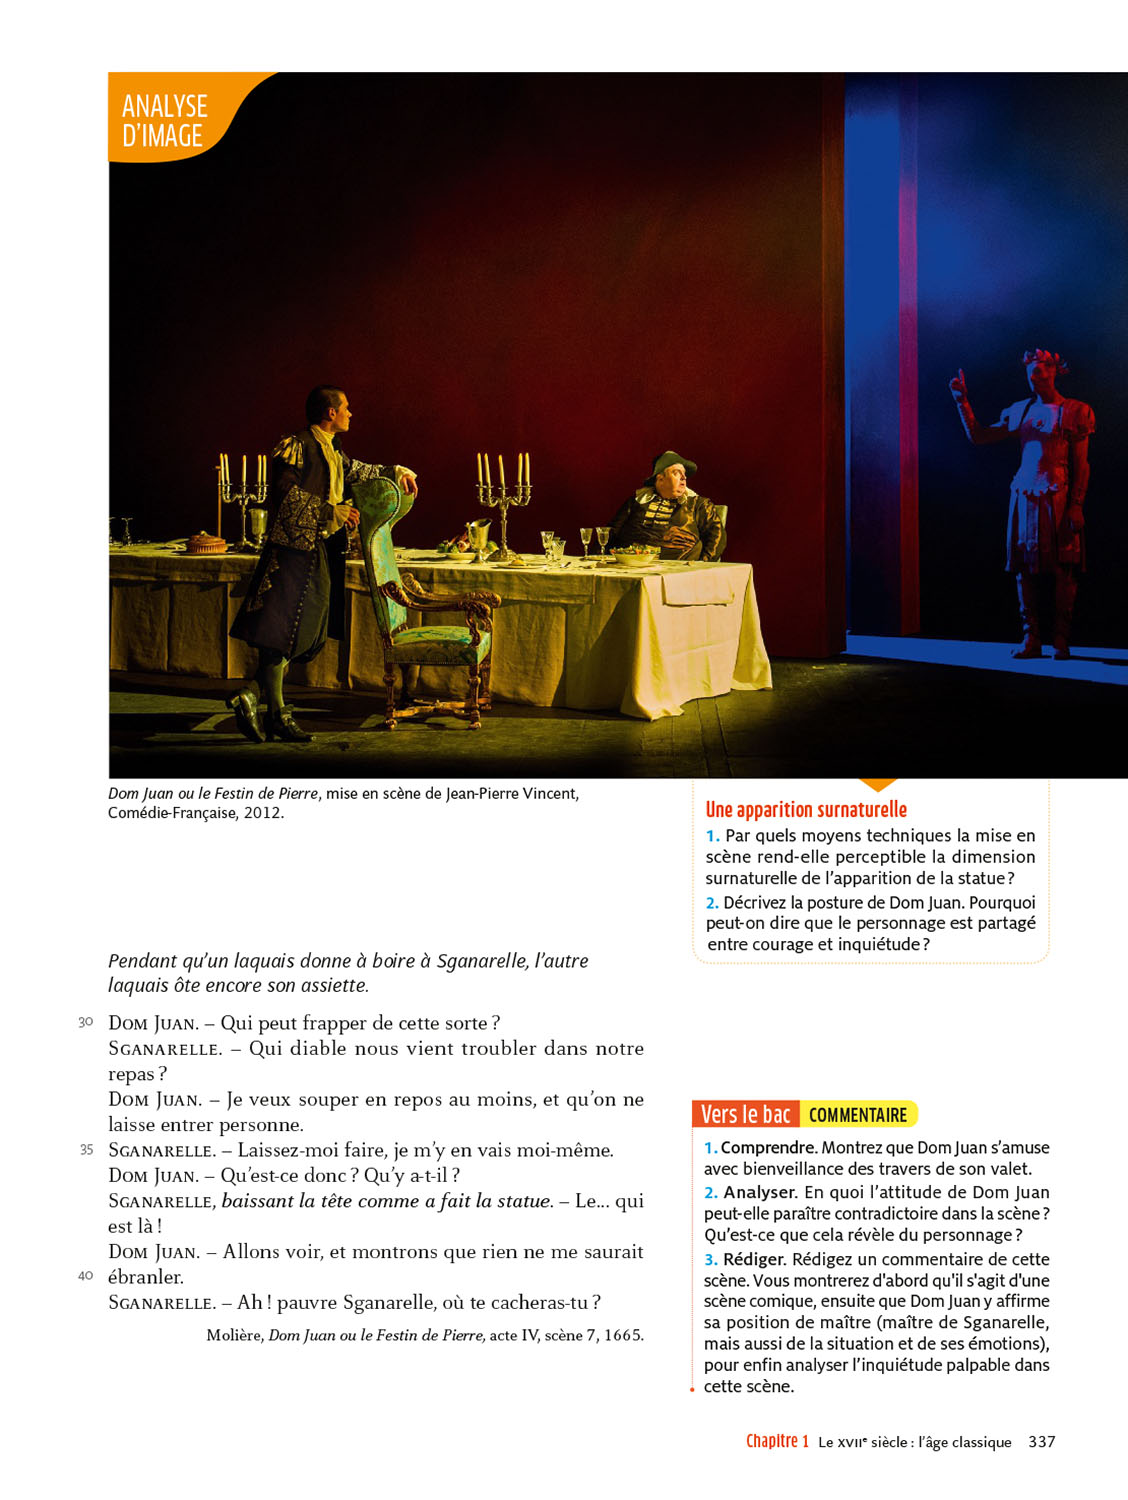 ANALYSE
D'IMAGE
Dom Juan ou le Festin de Pierre, mise en scène de Jean-Pierre Vincent,
Comédie-Française, 2012.
Une apparition surnaturelle
1. Par quels moyens techniques la mise en
scène rend-elle perceptible la dimension
surnaturelle de l'apparition de la statue ?
2. Décrivez la posture de Dom Juan. Pourquoi
peut-on dire que le personnage est partagé
entre courage et inquiétude ?
Pendant qu'un laquais donne à boire à Sganarelle, l'autre
laquais ôte encore son assiette.
30 DOM JUAN. – Qui peut frapper de cette sorte ?
SGANARELLE. – Qui diable nous vient troubler dans notre
repas ?
DOM JUAN. – Je veux souper en repos au moins, et qu'on ne
laisse entrer personne.
35 SGANARELLE. – Laissez-moi faire, je m'y en vais moi-même.
DOM JUAN. – Qu'est-ce donc ? Qu'y a-t-il ?
SGANARELLE, baissant la tête comme a fait la statue. – Le... qui
est là !
DOM JUAN. – Allons voir, et montrons que rien ne me saurait
40 ébranler.
SGANARELLE. – Ah ! pauvre Sganarelle, où te cacheras-tu ?
Molière, Dom Juan ou le Festin de Pierre, acte IV, scène 7, 1665.
Vers le bac COMMENTAIRE
1. Comprendre. Montrez que Dom Juan s'amuse
avec bienveillance des travers de son valet.
2. Analyser. En quoi l'attitude de Dom Juan
peut-elle paraître contradictoire dans la scène ?
Qu'est-ce que cela révèle du personnage ?
3. Rédiger. Rédigez un commentaire de cette
scène. Vous montrerez d'abord qu'il s'agit d'une
scène comique, ensuite que Dom Juan y affirme
sa position de maître (maître de Sganarelle,
mais aussi de la situation et de ses émotions),
pour enfin analyser l'inquiétude palpable dans
cette scène.
Chapitre 1 Le XVIIe siècle : l'âge classique 337